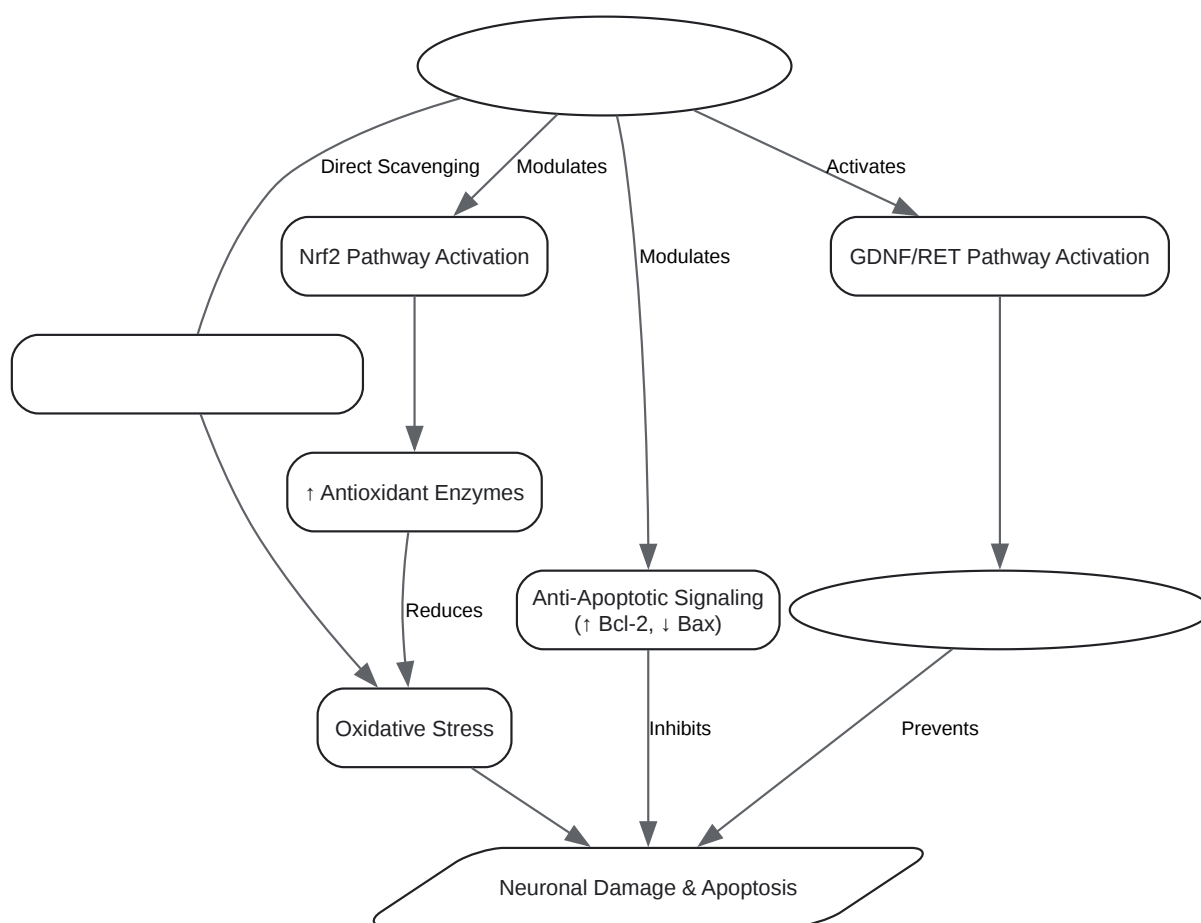 Direct Scavenging
Modulates
Activates
Nrf2 Pathway Activation
Modulates
GDNF/RET Pathway Activation
↑ Antioxidant Enzymes
Anti-Apoptotic Signaling
(↑ Bcl-2, ↓ Bax)
Reduces
Oxidative Stress
Inhibits
Prevents
Neuronal Damage & Apoptosis